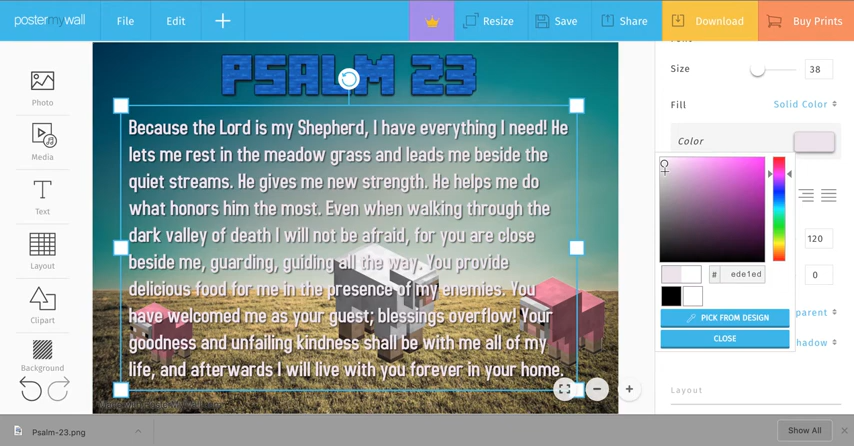 postermywall File Edit Resize Save Share Download Buy Prints
Photo
Media
Text
Layout
Clipart
Background
PSALM 23
Because the Lord is my Shepherd, I have everything I need! He
lets me rest in the meadow grass and leads me beside the
quiet streams. He gives me new strength. He helps me do
what honors him the most. Even when walking through the
dark valley of death I will not be afraid, for you are close
beside me, guarding, guiding all the way. You provide
delicious food for me in the presence of my enemies. You
have welcomed me as your guest; blessings overflow! Your
goodness and unfailing kindness shall be with me all of my
life, and afterwards I will live with you forever in your home.
Size 38
Fill Solid Color
Color
120
# ede1ed 0
PICK FROM DESIGN
parent
CLOSE
hadow
Layout
Psalm-23.png Show All